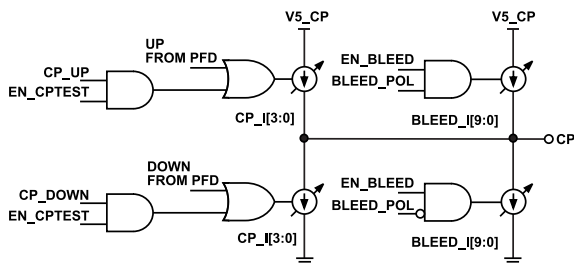 V5_CP
V5_CP
UP
FROM PFD
CP_UP
EN_CPTEST
EN_BLEED
BLEED_POL
CP_I[3:0]
BLEED_I[9:0]
CP
DOWN
FROM PFD
CP_DOWN
EN_CPTEST
EN_BLEED
BLEED_POL
CP_I[3:0]
BLEED_I[9:0]